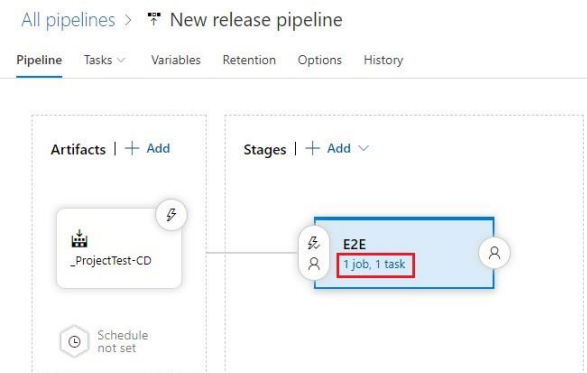 All pipelines > New release pipeline
Pipeline Tasks Variables Retention Options History
Artifacts | + Add
Stages | + Add
_ProjectTest-CD
E2E
1 job, 1 task
Schedule
not set